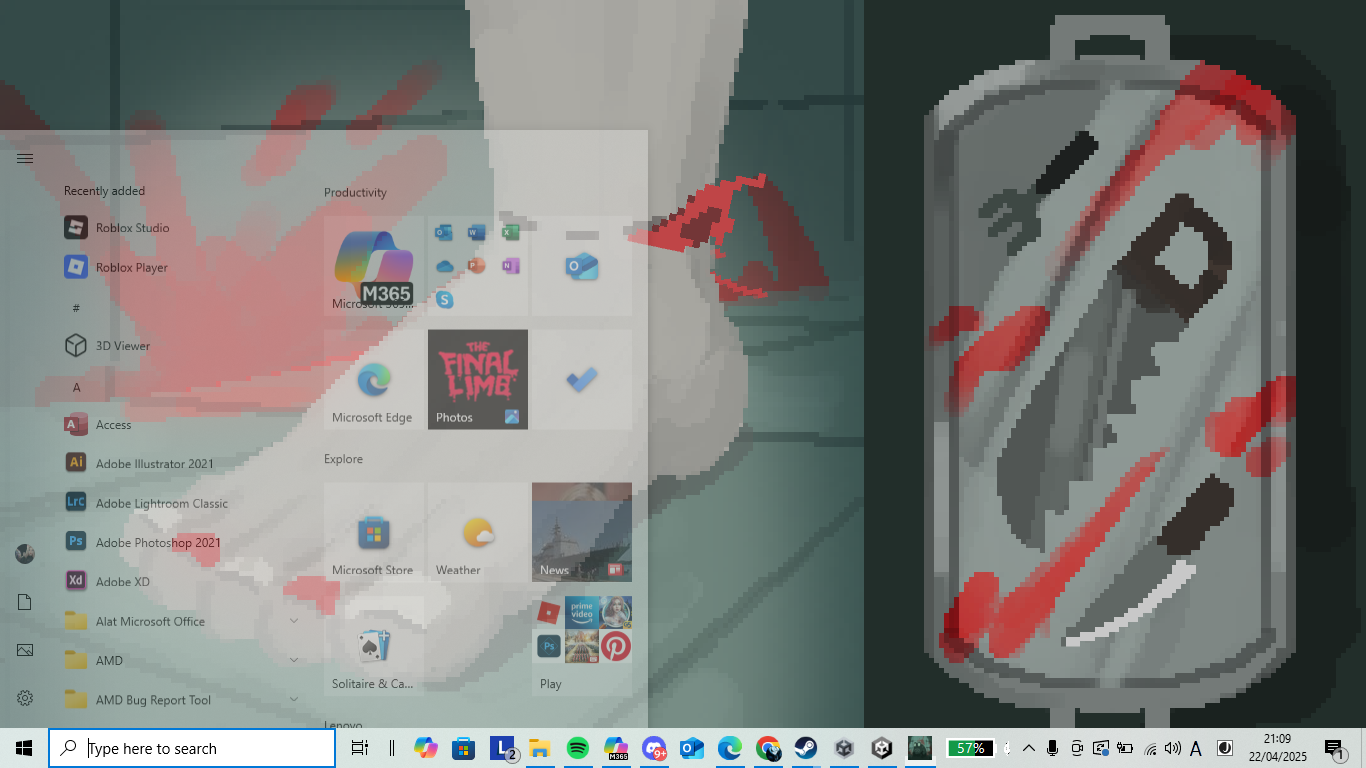 Recently added
Roblox Studio
Roblox Player
#
3D Viewer
A
Access
Adobe Illustrator 2021
Adobe Lightroom Classic
Adobe Photoshop 2021
Adobe XD
Alat Microsoft Office
AMD
AMD Bug Report Tool
Productivity
M365
Microsoft 365...
Microsoft Edge
THE
FINAL
LIMB
Photos
Explore
Microsoft Store
Weather
News
Solitaire & Ca...
prime
video
Play
Lenovo
Type here to search
L 2
M365
9+
57%
A
21:09
22/04/2025
1